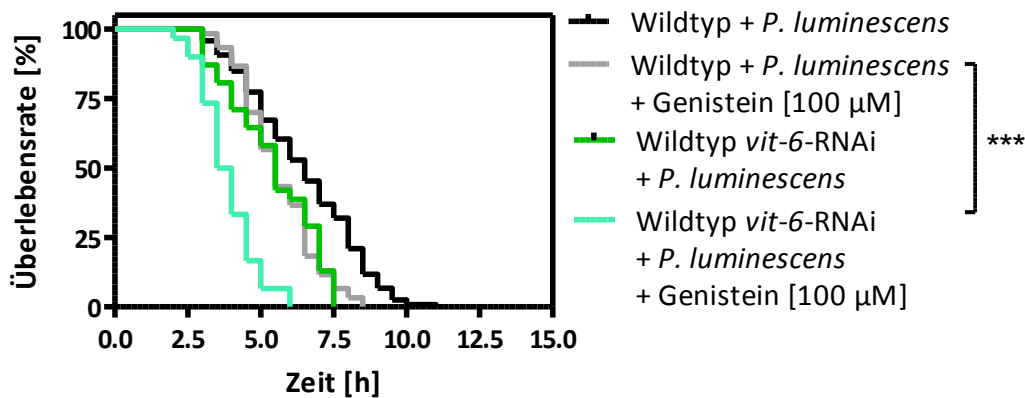 Überlebensrate [%]
100
75
50
25
0
0.0 2.5 5.0 7.5 10.0 12.5 15.0
Zeit [h]
Wildtyp + P. luminescens
Wildtyp + P. luminescens
+ Genistein [100 µM]
Wildtyp vit-6-RNAi
+ P. luminescens
Wildtyp vit-6-RNAi
+ P. luminescens
+ Genistein [100 µM]
***